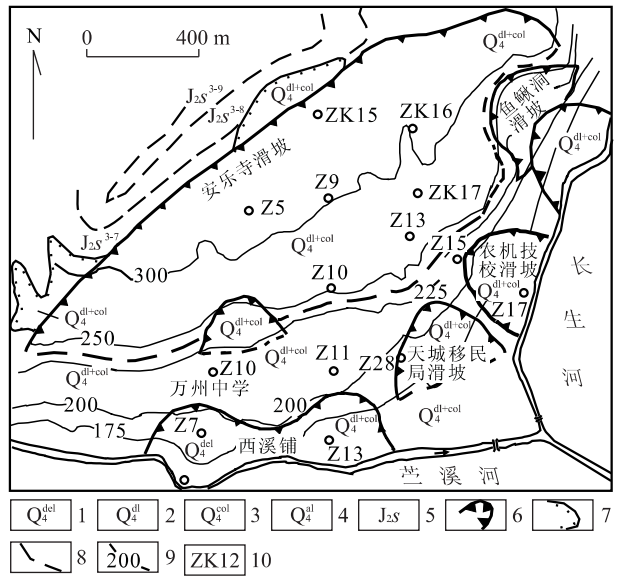 N
0 400 m
Q₄ᵈˡ⁺ᶜᵒˡ
J₂s³⁻⁹
Q₄ᵈˡ⁺ᶜᵒˡ
J₂s³⁻⁸
ZK15
ZK16
鱼鳅洞
滑坡
Q₄ᵈˡ⁺ᶜᵒˡ
安乐寺滑坡
Z9
ZK17
Z5
Z13
J₂s³⁻⁷
Q₄ᵈˡ⁺ᶜᵒˡ
Z15
农机技
校滑坡
长生河
300
Z10
225
Q₄ᵈˡ⁺ᶜᵒˡ
Z17
Q₄ᵈˡ⁺ᶜᵒˡ
250
Q₄ᵈˡ⁺ᶜᵒˡ
Q₄ᵈˡ⁺ᶜᵒˡ
Q₄ᵈˡ⁺ᶜᵒˡ
天城移民
局滑坡
Q₄ᵈˡ⁺ᶜᵒˡ
Z10
Z11
Z28
万州中学
200
200
Q₄ᵈˡ⁺ᶜᵒˡ
175
Z7
Q₄ᵈᵉˡ
西溪铺
Q₄ᵈˡ⁺ᶜᵒˡ
Z13
苎溪河
Q₄ᵈᵉˡ 1 Q₄ᵈˡ 2 Q₄ᶜᵒˡ 3 Q₄ᵃˡ 4 J₂s 5 6 7
8 200 9 ZK12 10